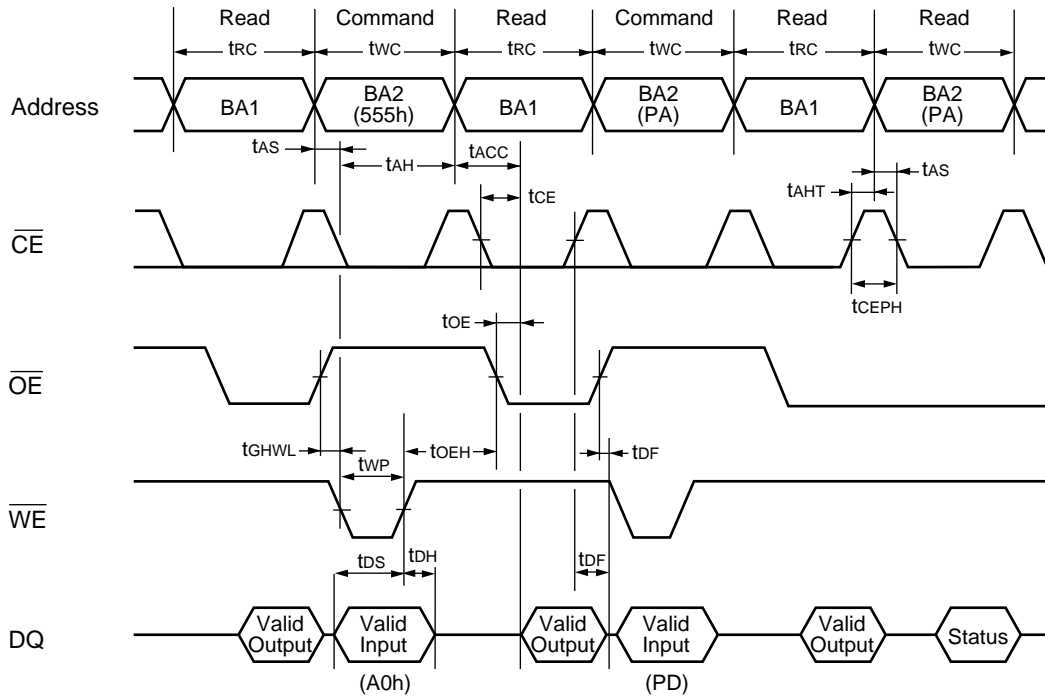 Read Command Read Command Read Read
tRC tWC tRC tWC tRC tWC
Address BA1 BA2 BA1 BA2 BA1 BA2
(555h) (PA) (PA)
tAS tAH tACC tAS
tCE tAHT
CE
tCEPH
tOE
OE
tGHWL tWP tOEH tDF
WE
tDS tDH tDF
DQ Valid Valid Valid Valid Valid Status
Output Input Output Input Output
(A0h) (PD)